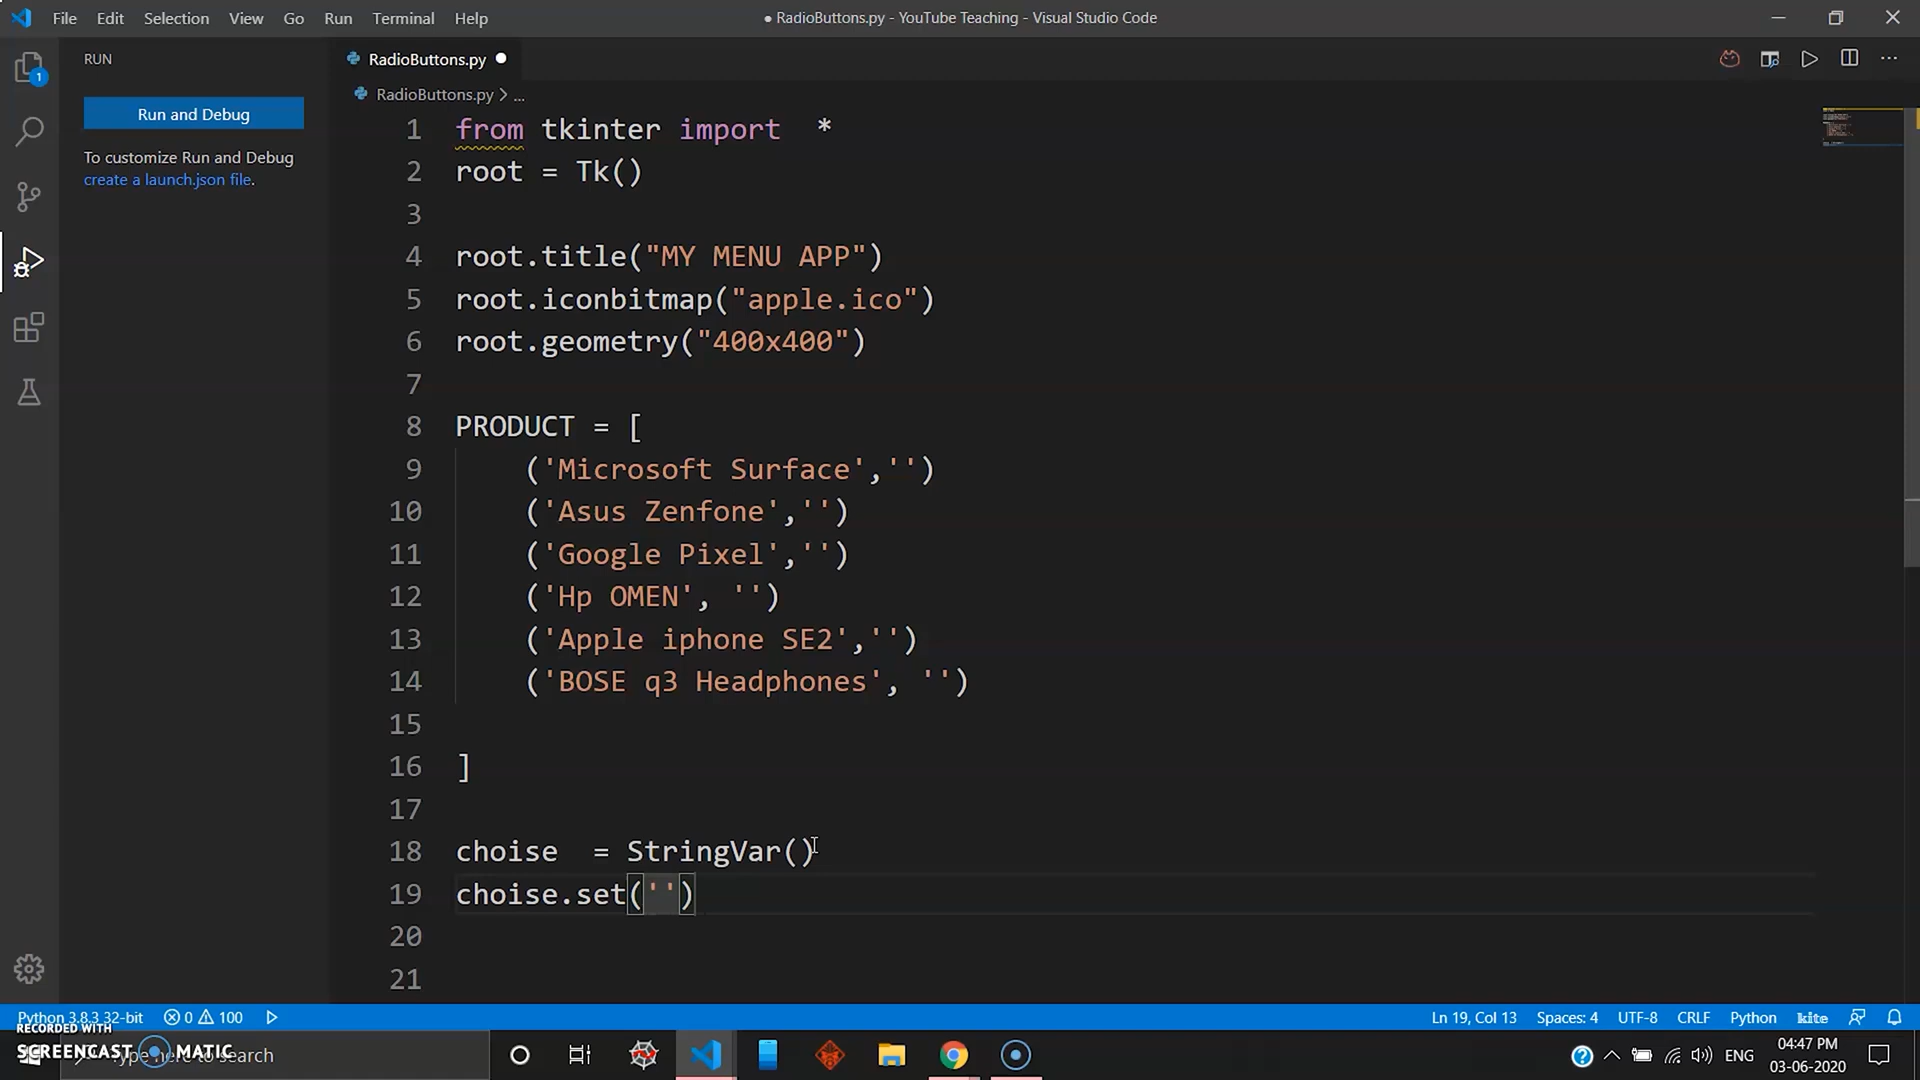 File Edit Selection View Go Run Terminal Help
● RadioButtons.py - YouTube Teaching - Visual Studio Code
RUN
RadioButtons.py
Run and Debug
To customize Run and Debug
create a launch.json file.
RadioButtons.py > ...
1 from tkinter import  *
2 root = Tk()
3
4 root.title("MY MENU APP")
5 root.iconbitmap("apple.ico")
6 root.geometry("400x400")
7
8 PRODUCT = [
9     ('Microsoft Surface','')
10     ('Asus Zenfone','')
11     ('Google Pixel','')
12     ('Hp OMEN', '')
13     ('Apple iphone SE2','')
14     ('BOSE q3 Headphones', '')
15
16 ]
17
18 choise  = StringVar()
19 choise.set('')
20
21
1
Python 3.8.3 32-bit 0 100
Ln 19, Col 13 Spaces: 4 UTF-8 CRLF Python kite
RECORDED WITH
SCREENCAST MATIC
Type here to search
ENG
04:47 PM
03-06-2020